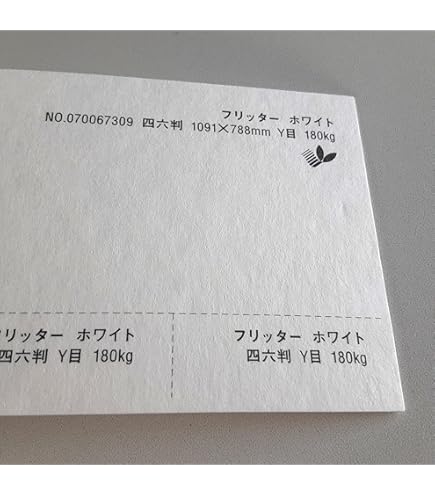 フリッター ホワイト
NO.070067309 四六判 1091×788mm Y目 180kg
リッター ホワイト
四六判 Y目 180kg
フリッター ホワイト
四六判 Y目 180kg